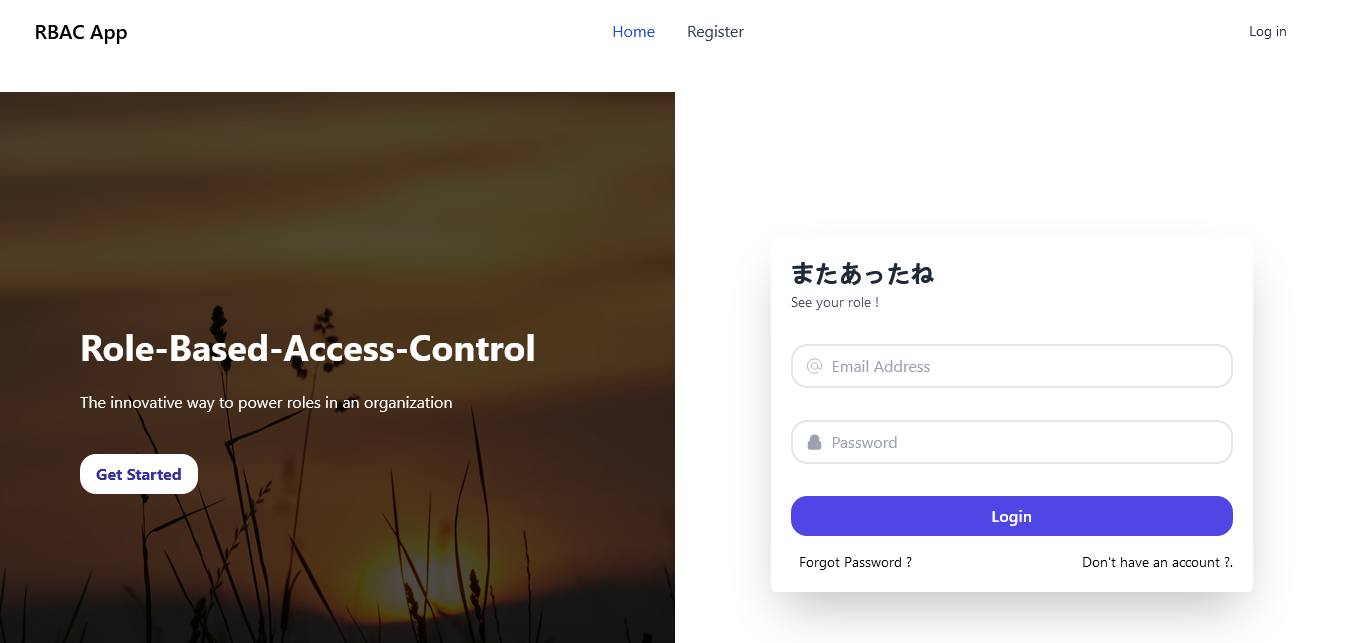 RBAC App
Home
Register
Log in
Role-Based-Access-Control
The innovative way to power roles in an organization
Get Started
またあったね
See your role !
Email Address
Password
Login
Forgot Password ?
Don't have an account ?.